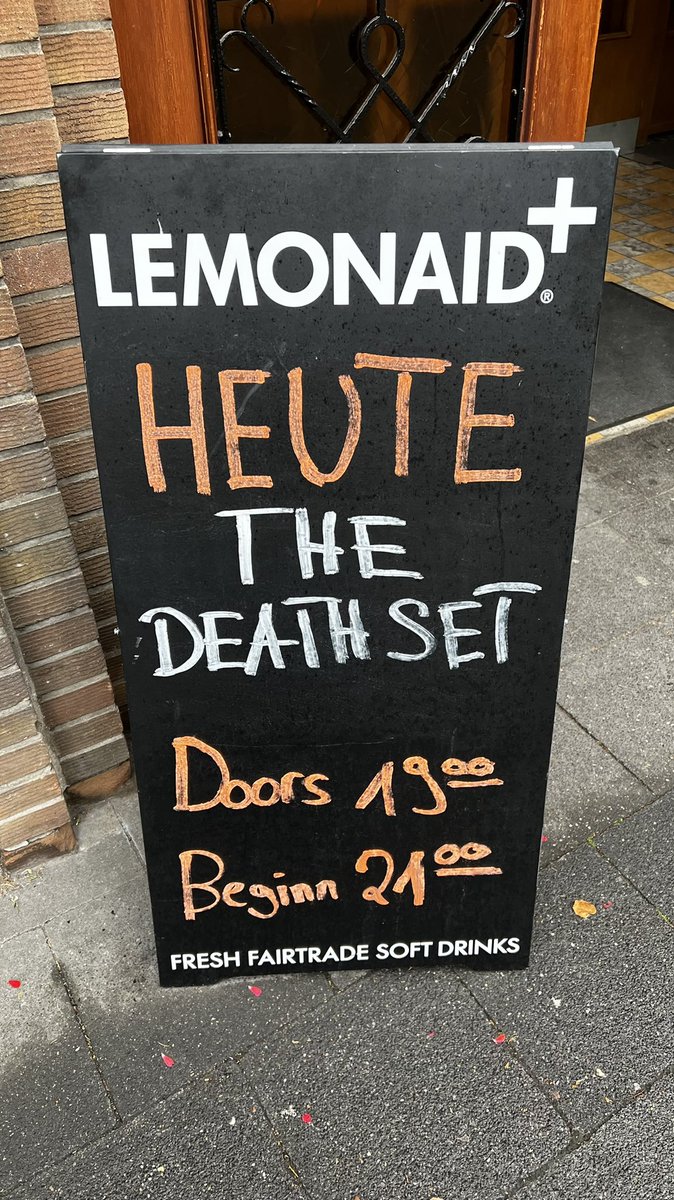 LEMONAID+®
HEUTE
THE
DEATH SET
Doors 19⁰⁰
Beginn 21⁰⁰
FRESH FAIRTRADE SOFT DRINKS